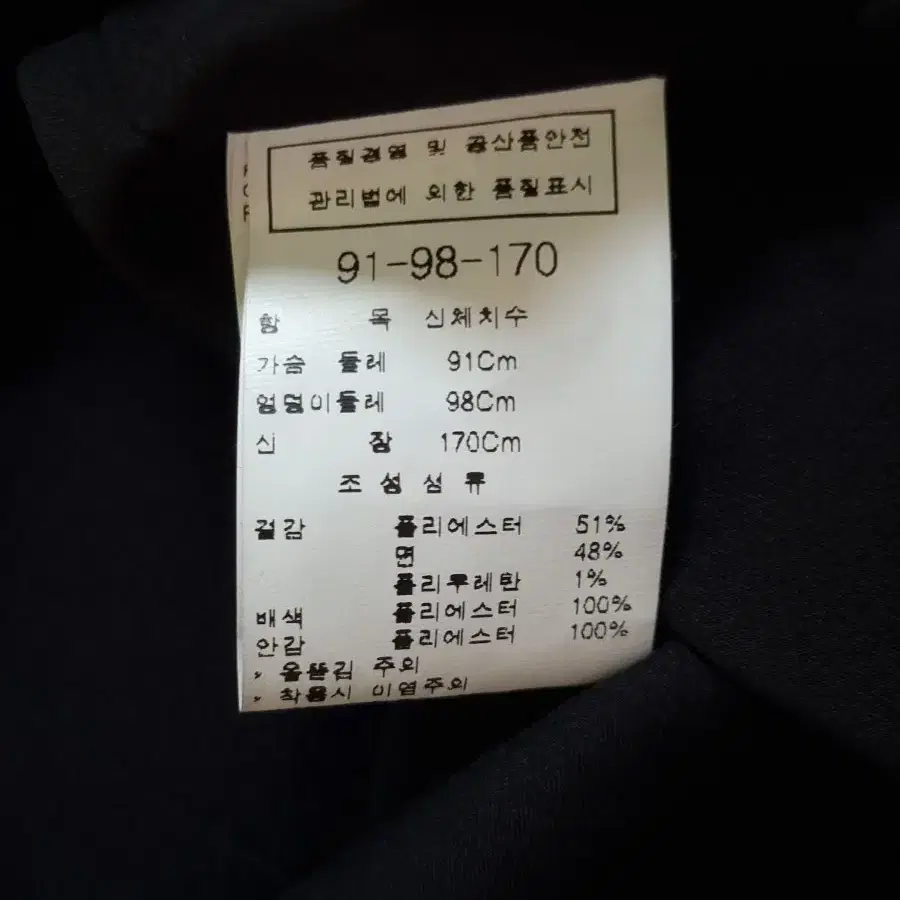 품질경영 및 공산품안전
관리법에 의한 품질표시
91-98-170
항 목 신체치수
가슴 둘레 91Cm
엉덩이둘레 98Cm
신 장 170Cm
조 성 섬 유
겉감 폴리에스터 51%
면 48%
폴리우레탄 1%
배색 폴리에스터 100%
안감 폴리에스터 100%
* 올뜯김 주의
* 착용시 이염주의